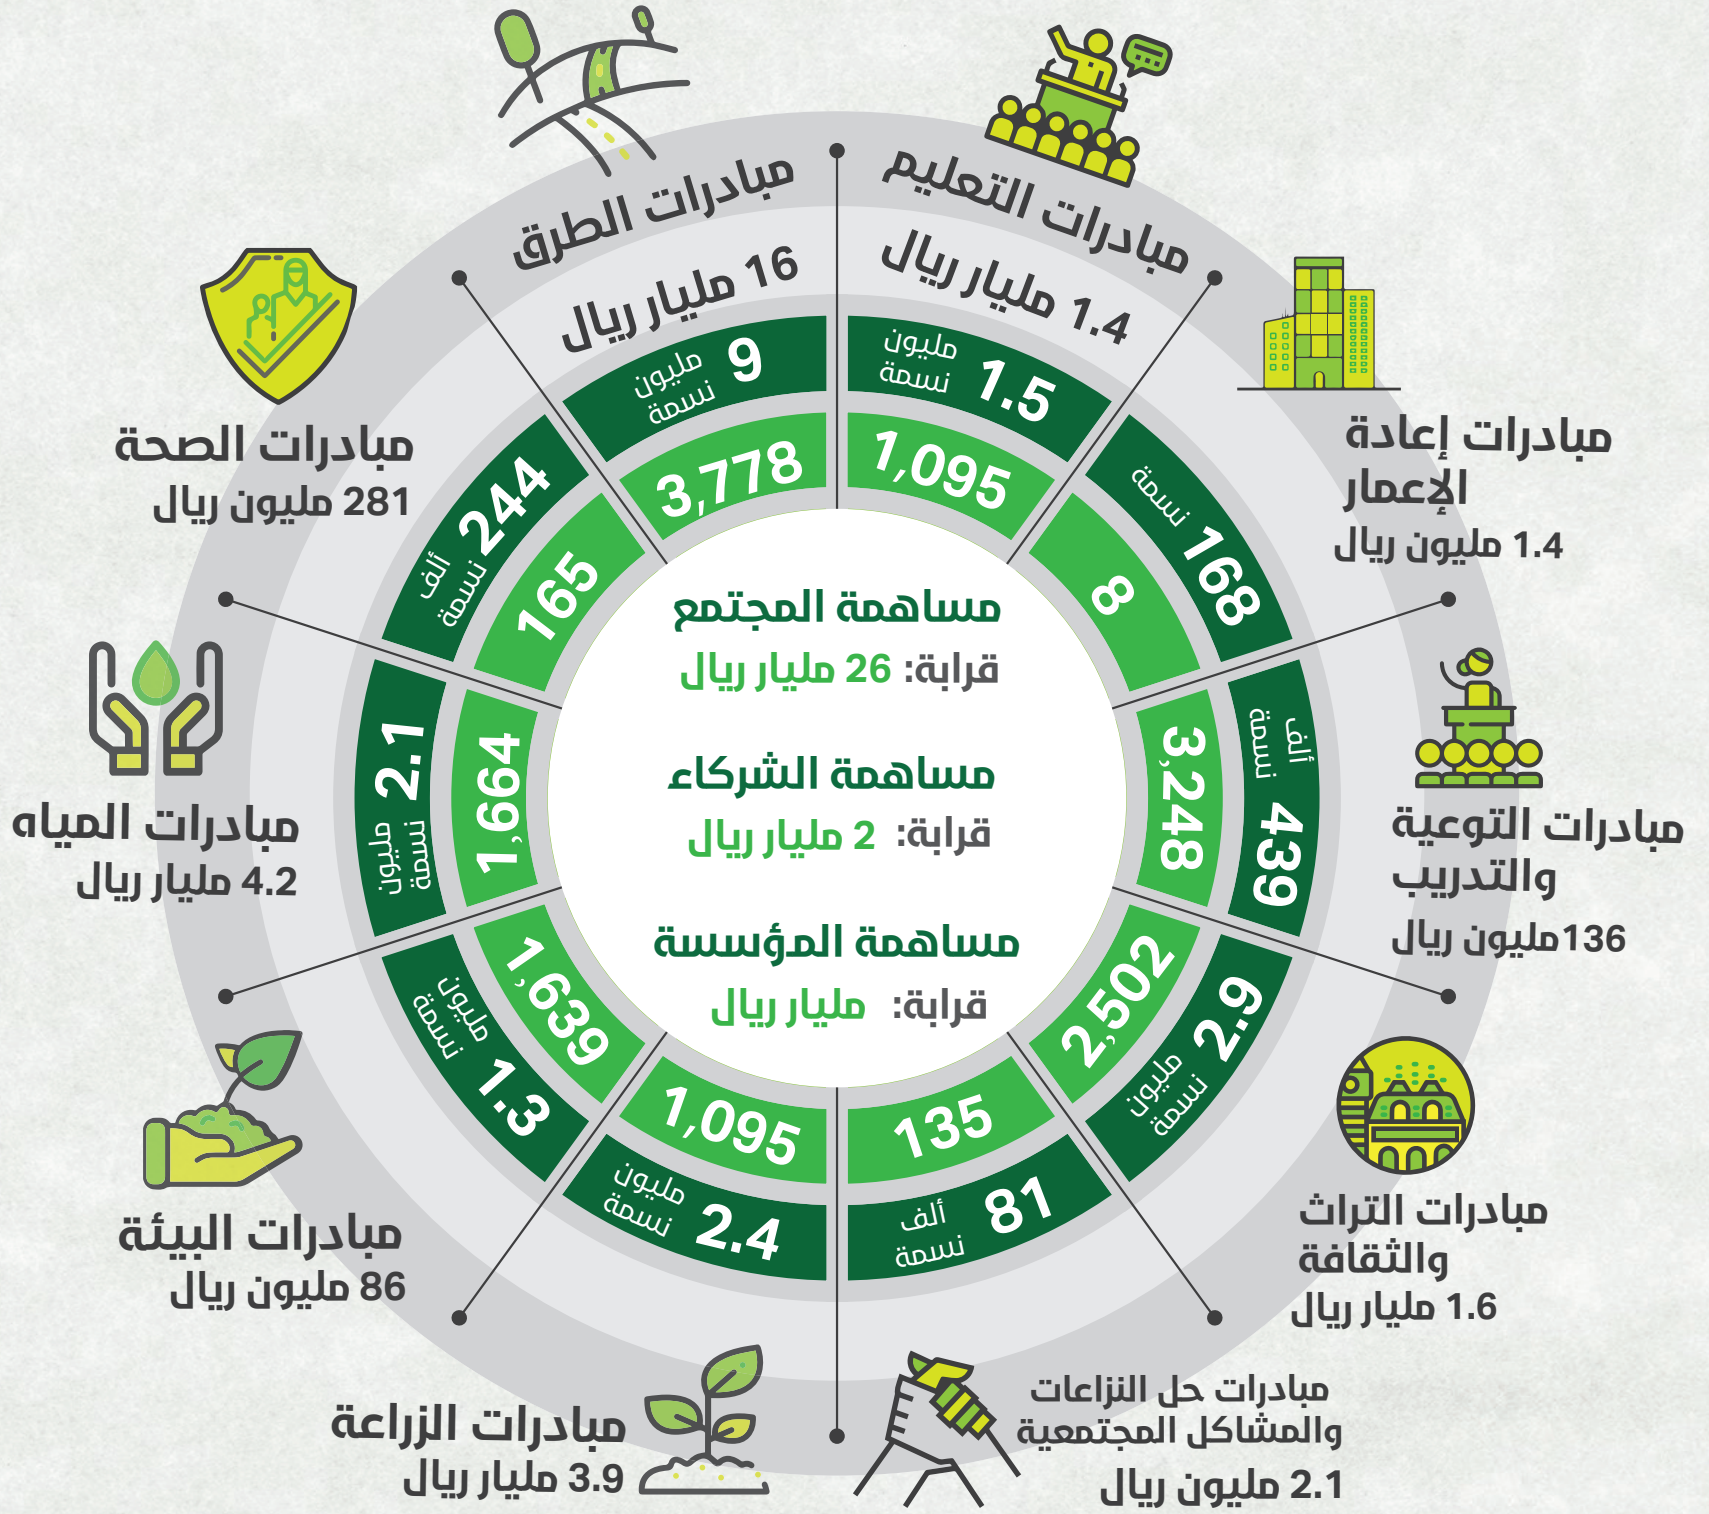 مبادرات التعليم
1.4 مليار ريال
1.5
مليون
نسمة
1,095
مبادرات إعادة
الإعمار
1.4 مليون ريال
168
نسمة
8
مبادرات التوعية
والتدريب
136مليون ريال
439
ألف
نسمة
3,248
مبادرات التراث
والثقافة
1.6 مليار ريال
2.9
مليون
نسمة
2,502
مبادرات حل النزاعات
والمشاكل المجتمعية
2.1 مليون ريال
81
ألف
نسمة
135
مبادرات الزراعة
3.9 مليار ريال
2.4
مليون
نسمة
1,095
مبادرات البيئة
86 مليون ريال
1.3
مليون
نسمة
1,639
مبادرات المياه
4.2 مليار ريال
2.1
مليون
نسمة
1,664
مبادرات الصحة
281 مليون ريال
244
ألف
نسمة
165
مبادرات الطرق
16 مليار ريال
9
مليون
نسمة
3,778
مساهمة المجتمع
قرابة: 26 مليار ريال
مساهمة الشركاء
قرابة: 2 مليار ريال
مساهمة المؤسسة
قرابة: مليار ريال